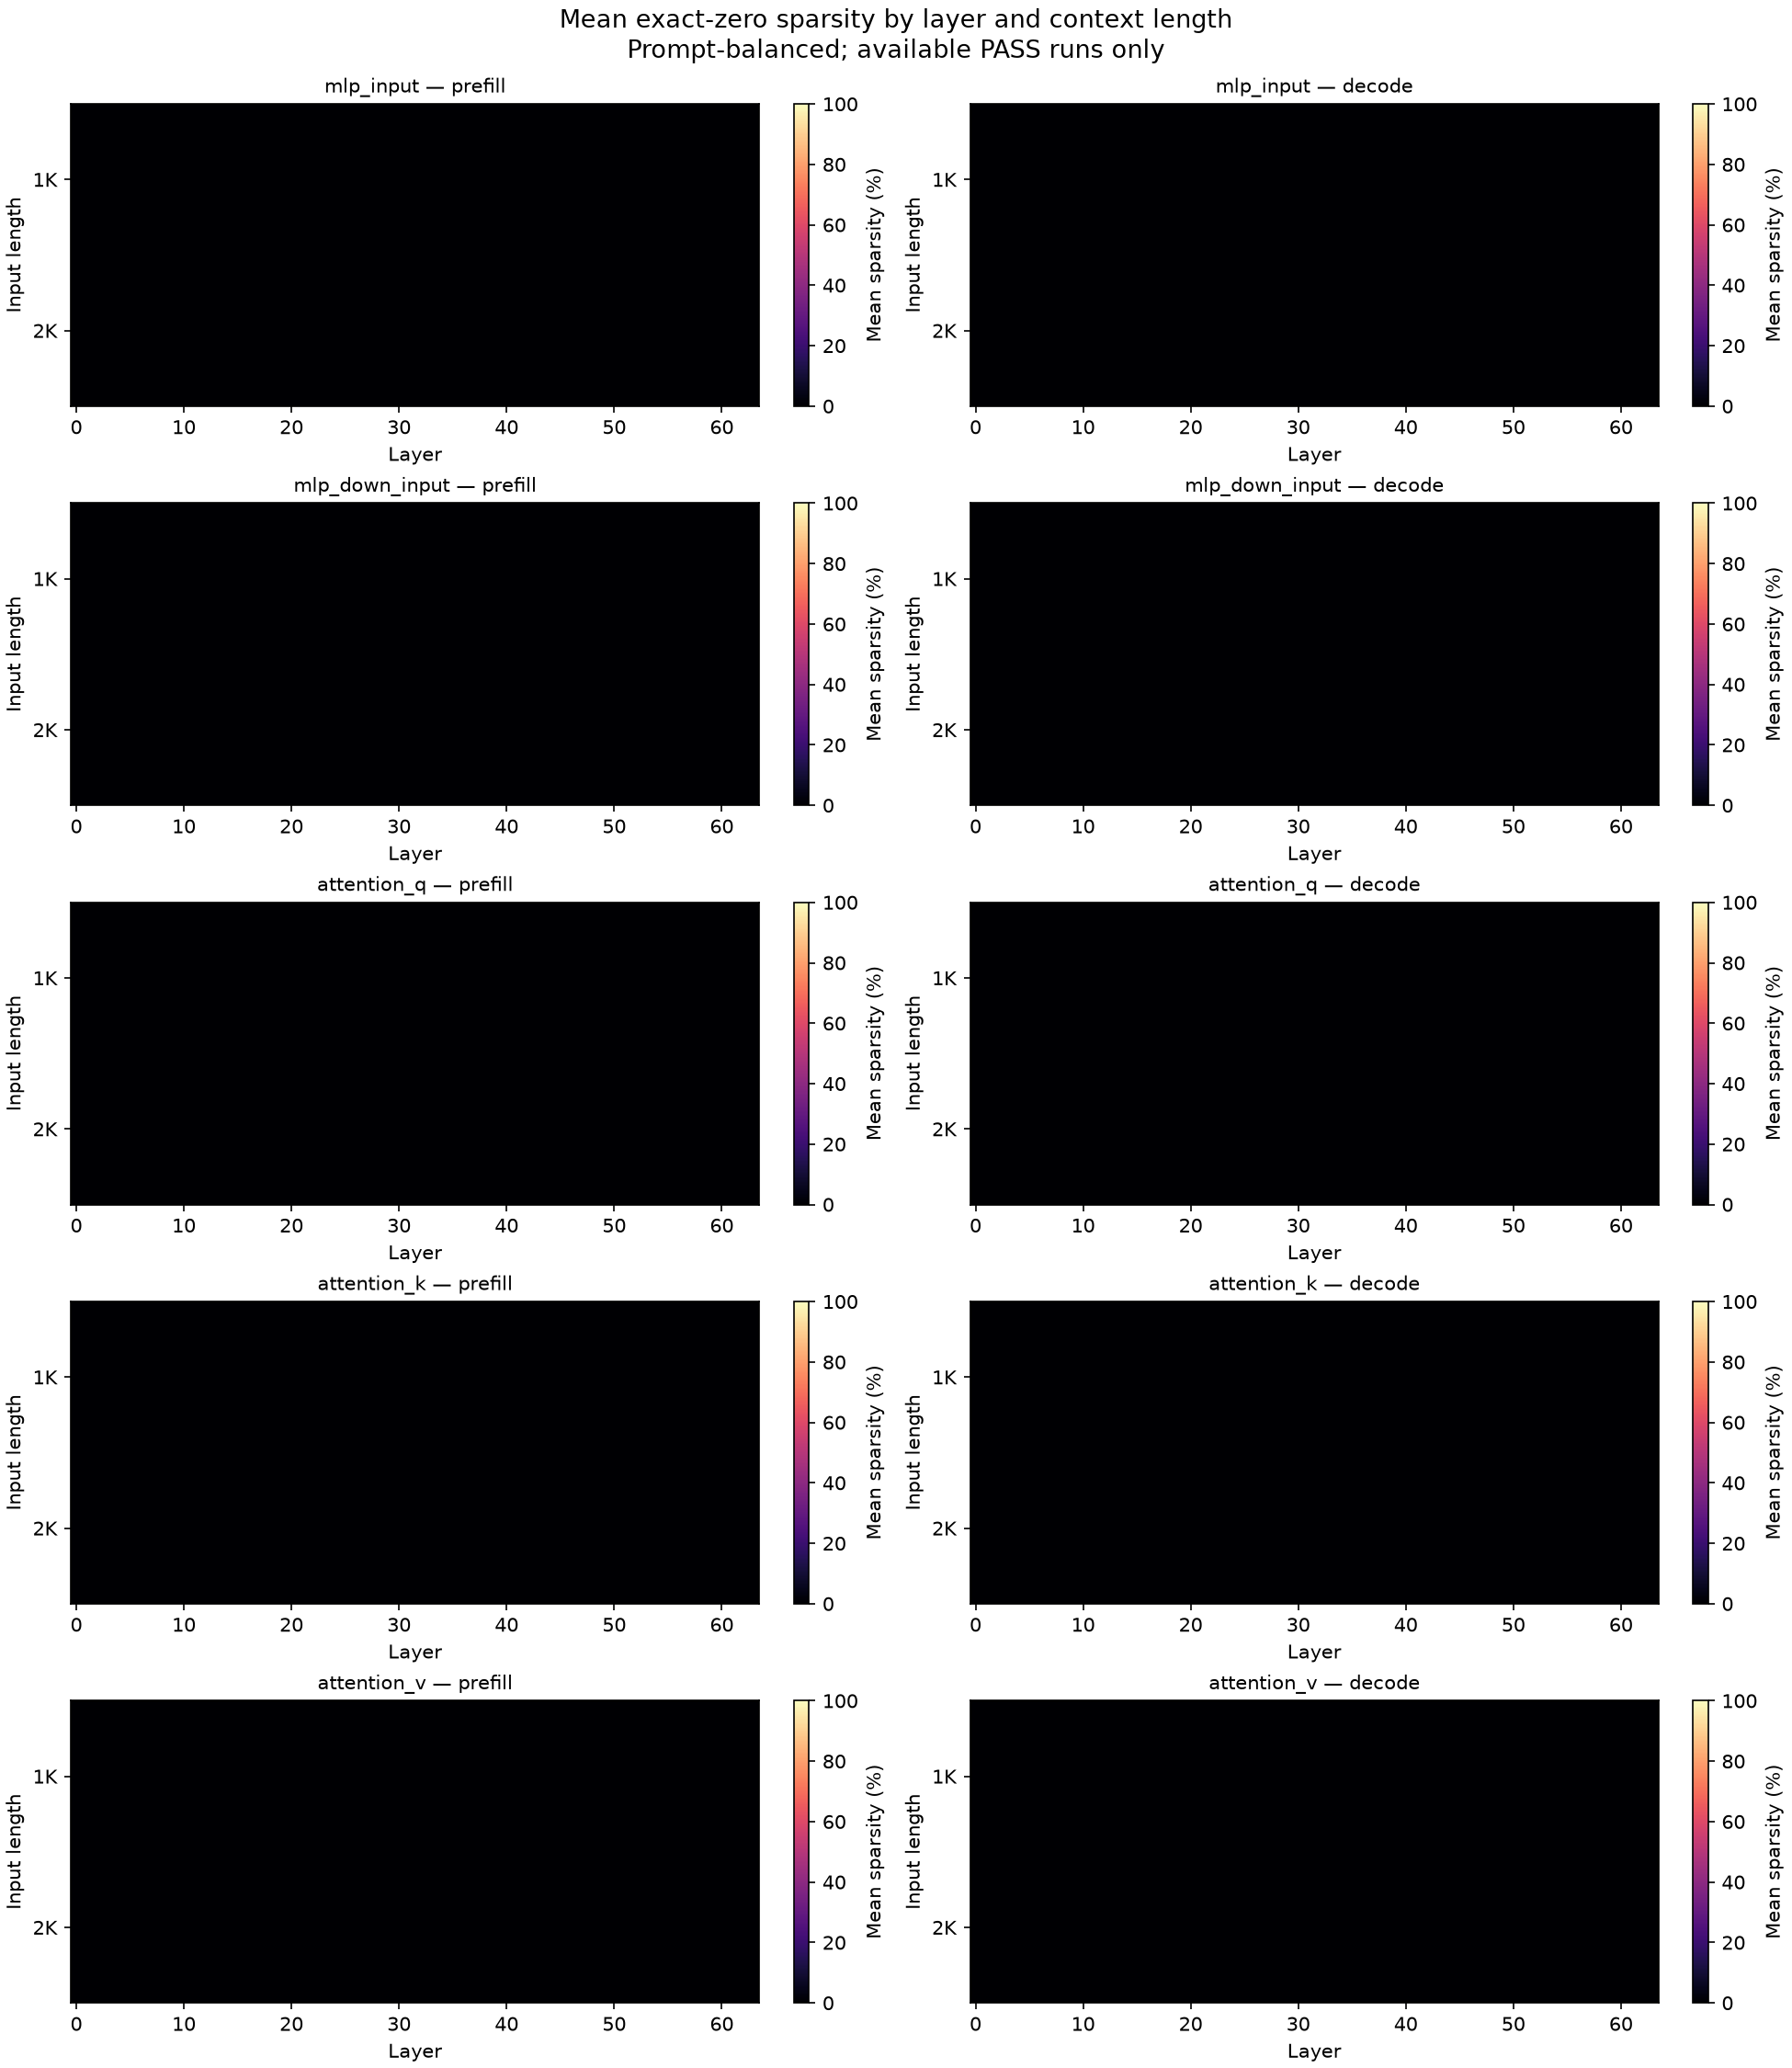 Mean exact-zero sparsity by layer and context length
Prompt-balanced; available PASS runs only
mlp_input — prefill
100
80
60
40
20
0
Mean sparsity (%)
Input length
1K
2K
0 10 20 30 40 50 60
Layer
mlp_input — decode
100
80
60
40
20
0
Mean sparsity (%)
Input length
1K
2K
0 10 20 30 40 50 60
Layer
mlp_down_input — prefill
100
80
60
40
20
0
Mean sparsity (%)
Input length
1K
2K
0 10 20 30 40 50 60
Layer
mlp_down_input — decode
100
80
60
40
20
0
Mean sparsity (%)
Input length
1K
2K
0 10 20 30 40 50 60
Layer
attention_q — prefill
100
80
60
40
20
0
Mean sparsity (%)
Input length
1K
2K
0 10 20 30 40 50 60
Layer
attention_q — decode
100
80
60
40
20
0
Mean sparsity (%)
Input length
1K
2K
0 10 20 30 40 50 60
Layer
attention_k — prefill
100
80
60
40
20
0
Mean sparsity (%)
Input length
1K
2K
0 10 20 30 40 50 60
Layer
attention_k — decode
100
80
60
40
20
0
Mean sparsity (%)
Input length
1K
2K
0 10 20 30 40 50 60
Layer
attention_v — prefill
100
80
60
40
20
0
Mean sparsity (%)
Input length
1K
2K
0 10 20 30 40 50 60
Layer
attention_v — decode
100
80
60
40
20
0
Mean sparsity (%)
Input length
1K
2K
0 10 20 30 40 50 60
Layer